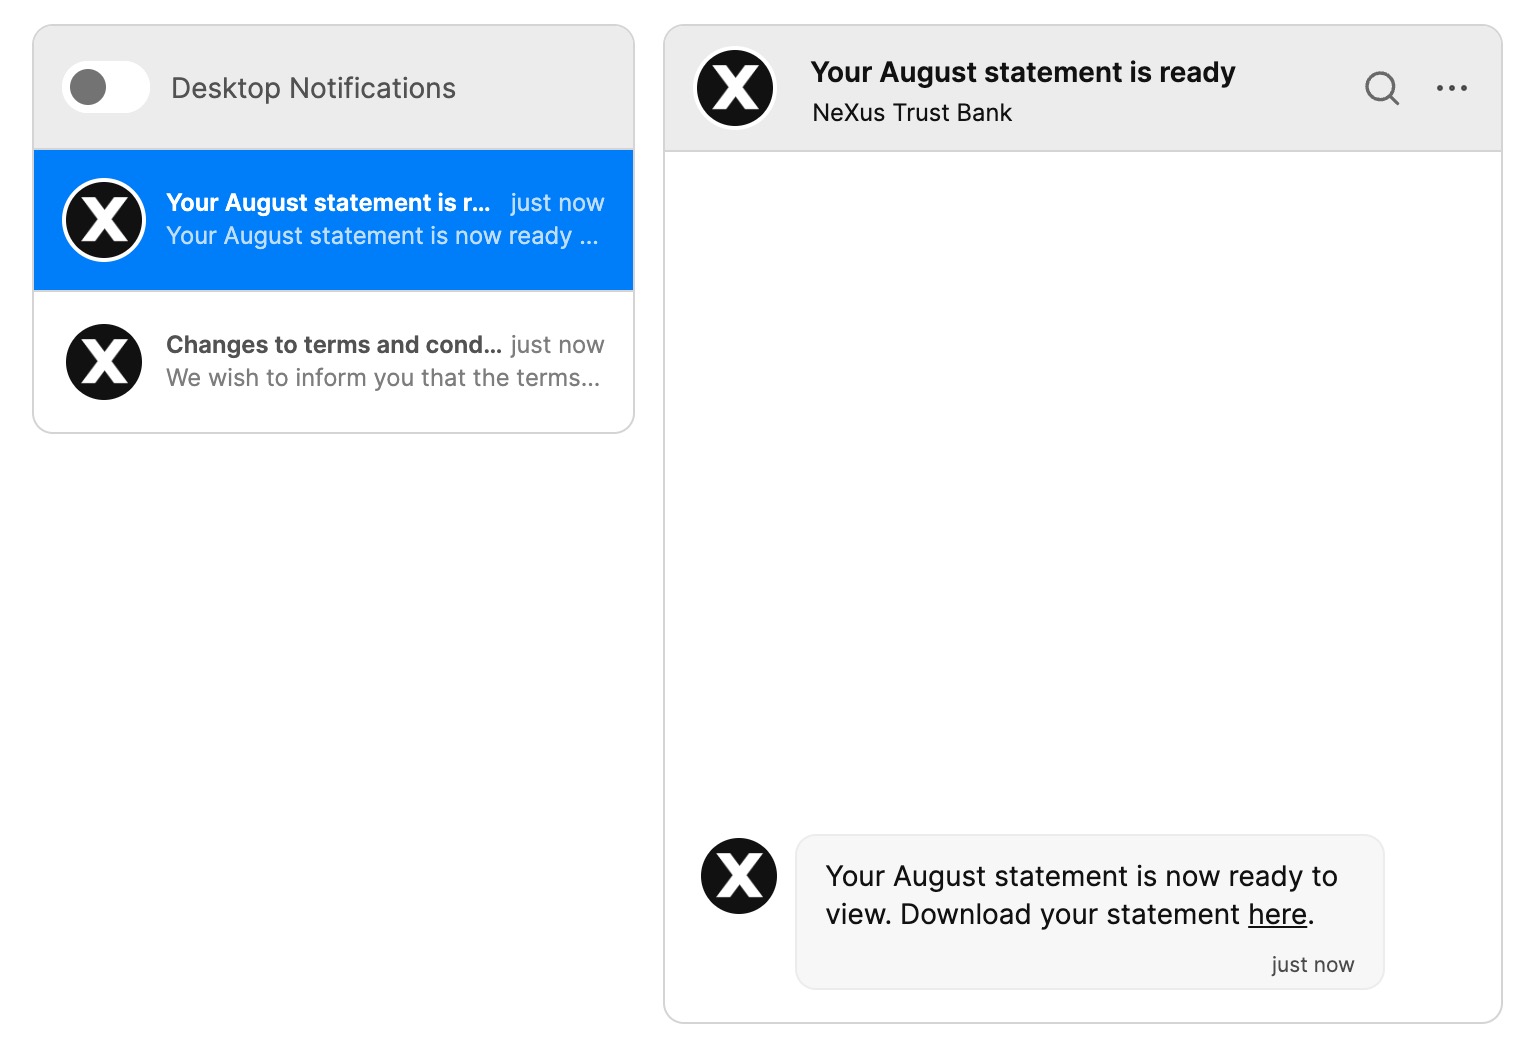 Desktop Notifications
Your August statement is r... just now
Your August statement is now ready ...
Changes to terms and cond... just now
We wish to inform you that the terms...
Your August statement is ready
NeXus Trust Bank
Your August statement is now ready to
view. Download your statement here.
just now